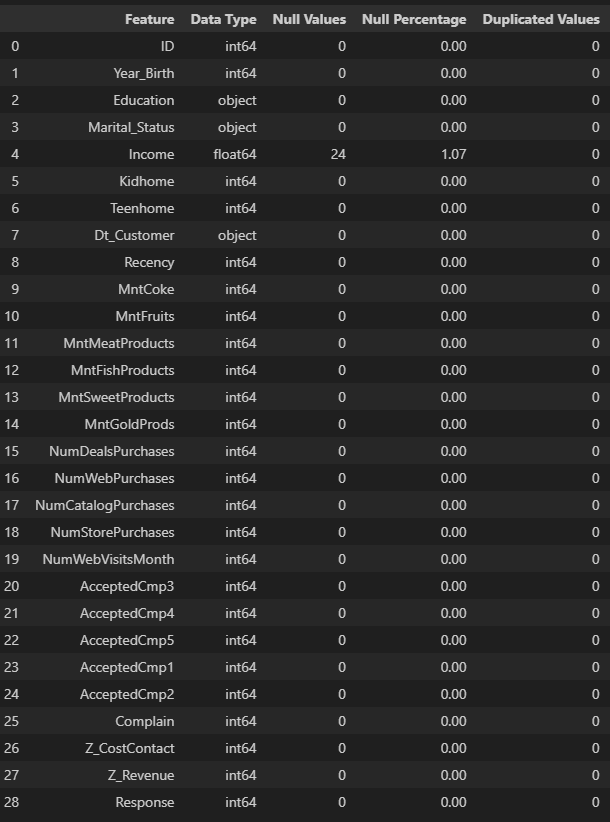 Feature Data Type Null Values Null Percentage Duplicated Values
0 ID int64 0 0.00 0
1 Year_Birth int64 0 0.00 0
2 Education object 0 0.00 0
3 Marital_Status object 0 0.00 0
4 Income float64 24 1.07 0
5 Kidhome int64 0 0.00 0
6 Teenhome int64 0 0.00 0
7 Dt_Customer object 0 0.00 0
8 Recency int64 0 0.00 0
9 MntCoke int64 0 0.00 0
10 MntFruits int64 0 0.00 0
11 MntMeatProducts int64 0 0.00 0
12 MntFishProducts int64 0 0.00 0
13 MntSweetProducts int64 0 0.00 0
14 MntGoldProds int64 0 0.00 0
15 NumDealsPurchases int64 0 0.00 0
16 NumWebPurchases int64 0 0.00 0
17 NumCatalogPurchases int64 0 0.00 0
18 NumStorePurchases int64 0 0.00 0
19 NumWebVisitsMonth int64 0 0.00 0
20 AcceptedCmp3 int64 0 0.00 0
21 AcceptedCmp4 int64 0 0.00 0
22 AcceptedCmp5 int64 0 0.00 0
23 AcceptedCmp1 int64 0 0.00 0
24 AcceptedCmp2 int64 0 0.00 0
25 Complain int64 0 0.00 0
26 Z_CostContact int64 0 0.00 0
27 Z_Revenue int64 0 0.00 0
28 Response int64 0 0.00 0